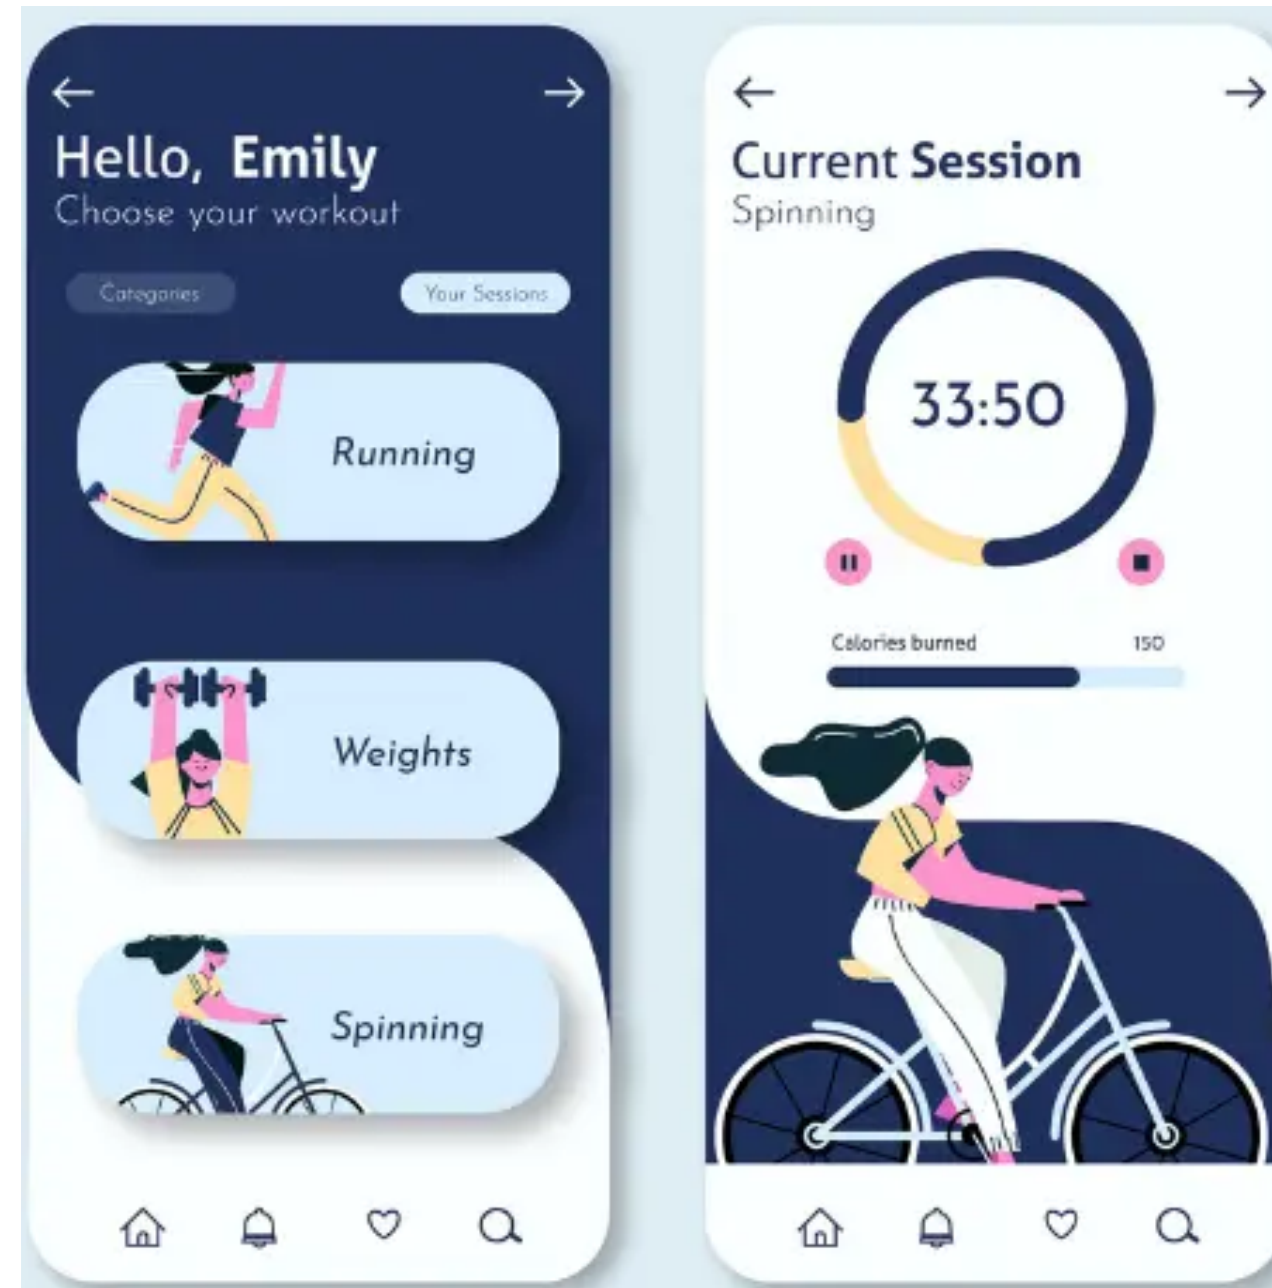 Hello, Emily
Choose your workout
Categories
Your Sessions
Running
Weights
Spinning
Current Session
Spinning
33:50
Calories burned
150